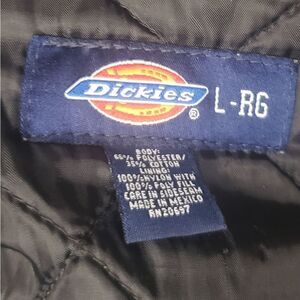 Dickies ®
L-RG
BODY:
65% POLYESTER/
35% COTTON
LINING:
100% NYLON WITH
100% POLY FILL
CARE IN SIDESEAM
MADE IN MEXICO
RN20697